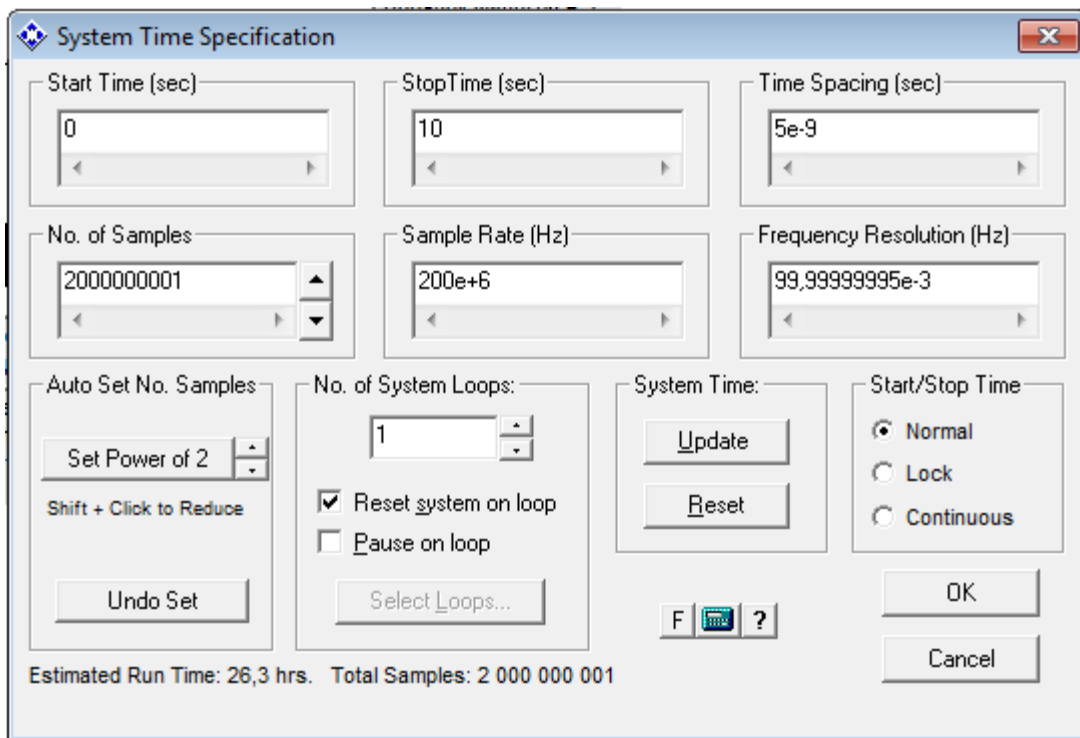 System Time Specification
Start Time (sec)
0
StopTime (sec)
10
Time Spacing (sec)
5e-9
No. of Samples
2000000001
Sample Rate (Hz)
200e+6
Frequency Resolution (Hz)
99,99999995e-3
Auto Set No. Samples
Set Power of 2
Shift + Click to Reduce
Undo Set
No. of System Loops:
1
Reset system on loop
Pause on loop
Select Loops...
System Time:
Update
Reset
Start/Stop Time
Normal
Lock
Continuous
F
?
OK
Cancel
Estimated Run Time: 26,3 hrs. Total Samples: 2 000 000 001